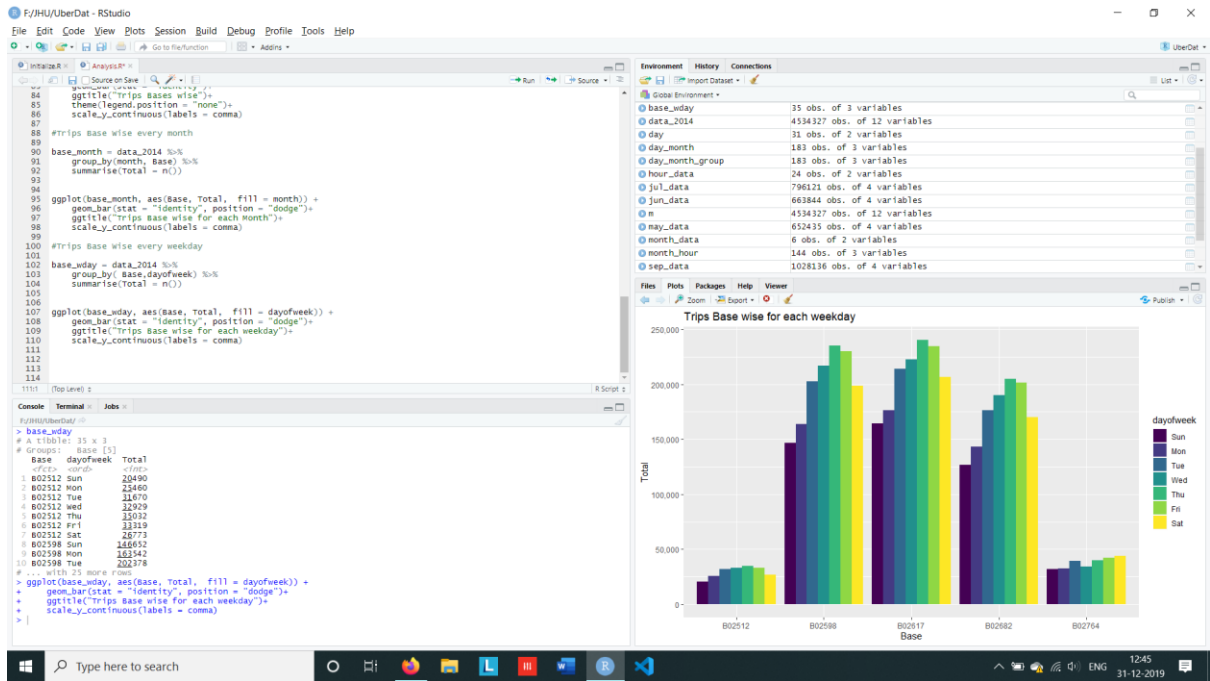 F:/JHU/UberDat - RStudio
File Edit Code View Plots Session Build Debug Profile Tools Help
Go to file/function Addins UberDat
Initialize.R Analysis.R*
Source on Save Run Source
84 ggtitle("Trips Bases wise")+
85 theme(legend.position = "none")+
86 scale_y_continuous(labels = comma)
87
88 #Trips Base Wise every month
89
90 base_month = data_2014 %>%
91 group_by(month, Base) %>%
92 summarise(Total = n())
93
94
95 ggplot(base_month, aes(Base, Total, fill = month)) +
96 geom_bar(stat = "identity", position = "dodge")+
97 ggtitle("Trips Base wise for each Month")+
98 scale_y_continuous(labels = comma)
99
100 #Trips Base Wise every weekday
101
102 base_wday = data_2014 %>%
103 group_by( Base,dayofweek) %>%
104 summarise(Total = n())
105
106
107 ggplot(base_wday, aes(Base, Total, fill = dayofweek)) +
108 geom_bar(stat = "identity", position = "dodge")+
109 ggtitle("Trips Base wise for each weekday")+
110 scale_y_continuous(labels = comma)
111
112
113
114
111:1 (Top Level) R Script
Console Terminal Jobs
F:/JHU/UberDat/
> base_wday
# A tibble: 35 x 3
# Groups: Base [5]
Base dayofweek Total
<fct> <ord> <int>
1 B02512 Sun 20490
2 B02512 Mon 25460
3 B02512 Tue 31670
4 B02512 Wed 32929
5 B02512 Thu 35032
6 B02512 Fri 33319
7 B02512 Sat 26773
8 B02598 Sun 146652
9 B02598 Mon 163542
10 B02598 Tue 202378
# ... with 25 more rows
> ggplot(base_wday, aes(Base, Total, fill = dayofweek)) +
+ geom_bar(stat = "identity", position = "dodge")+
+ ggtitle("Trips Base wise for each weekday")+
+ scale_y_continuous(labels = comma)
>
Environment History Connections
Import Dataset List
Global Environment
base_wday 35 obs. of 3 variables
data_2014 4534327 obs. of 12 variables
day 31 obs. of 2 variables
day_month 183 obs. of 3 variables
day_month_group 183 obs. of 3 variables
hour_data 24 obs. of 2 variables
jul_data 796121 obs. of 4 variables
jun_data 663844 obs. of 4 variables
m 4534327 obs. of 12 variables
may_data 652435 obs. of 4 variables
month_data 6 obs. of 2 variables
month_hour 144 obs. of 3 variables
sep_data 1028136 obs. of 4 variables
Files Plots Packages Help Viewer
Zoom Export Publish
Trips Base wise for each weekday
250,000
200,000
150,000
100,000
50,000
0
Total
B02512 B02598 B02617 B02682 B02764
Base
dayofweek
Sun
Mon
Tue
Wed
Thu
Fri
Sat
Type here to search
ENG
12:45
31-12-2019